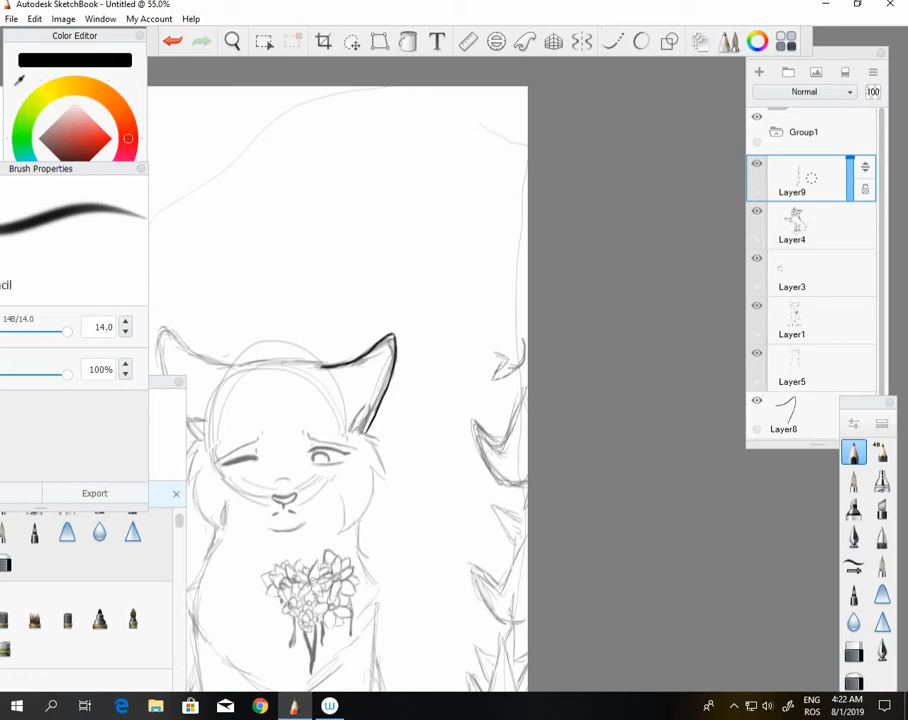 Autodesk SketchBook - Untitled @ 55.0%
File Edit Image Window My Account Help
Color Editor
Brush Properties
cil
14B/14.0
14.0
100%
Export
Normal
100
Group1
Layer9
Layer4
Layer3
Layer1
Layer5
Layer8
4B
ENG
ROS
4:22 AM
8/1/2019